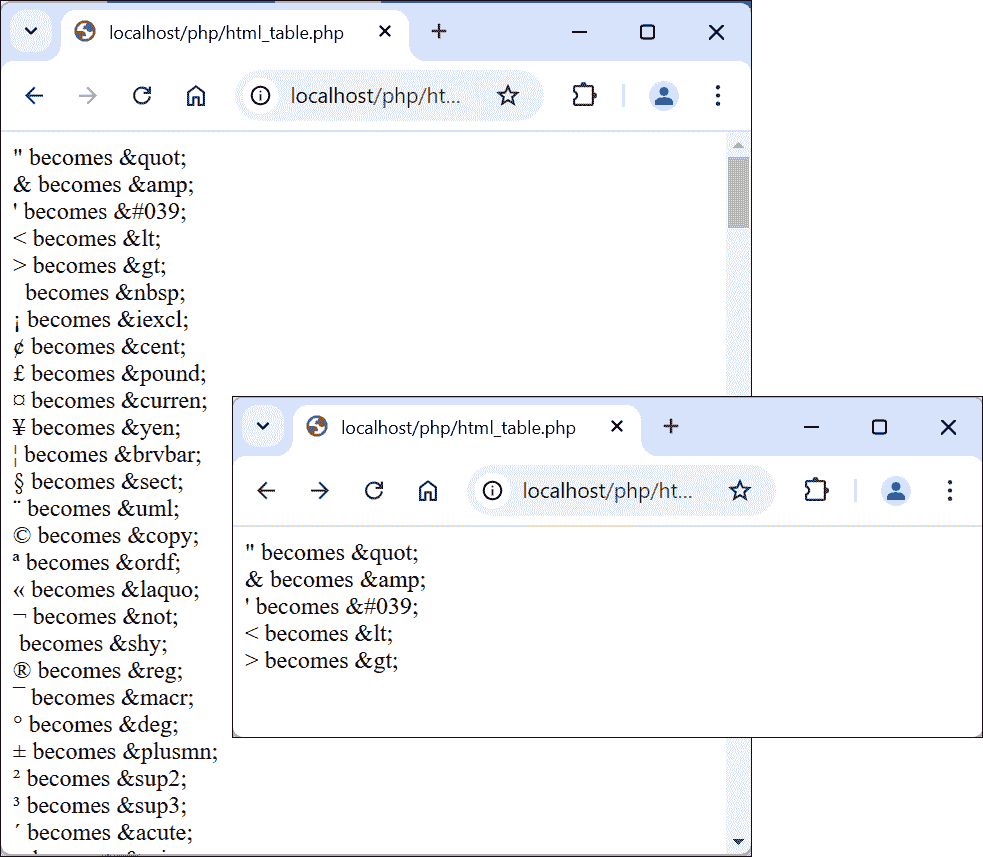 localhost/php/html_table.php
localhost/php/ht...
" becomes &quot;
& becomes &amp;
' becomes &#039;
< becomes &lt;
> becomes &gt;
becomes &nbsp;
¡ becomes &iexcl;
¢ becomes &cent;
£ becomes &pound;
¤ becomes &curren;
¥ becomes &yen;
¦ becomes &brvbar;
§ becomes &sect;
¨ becomes &uml;
© becomes &copy;
ª becomes &ordf;
« becomes &laquo;
¬ becomes &not;
becomes &shy;
® becomes &reg;
¯ becomes &macr;
° becomes &deg;
± becomes &plusmn;
² becomes &sup2;
³ becomes &sup3;
´ becomes &acute;
localhost/php/html_table.php
localhost/php/ht...
" becomes &quot;
& becomes &amp;
' becomes &#039;
< becomes &lt;
> becomes &gt;